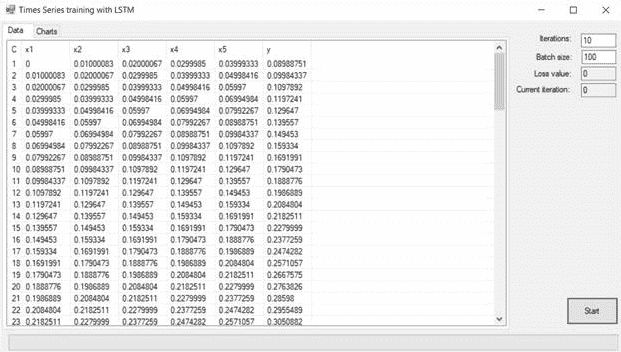 Times Series training with LSTM
Data Charts
Iterations: 10
Batch size: 100
Loss value: 0
Current iteration: 0
C x1 x2 x3 x4 x5 y
1 0 0.01000083 0.02000067 0.0299985 0.03999333 0.08988751
2 0.01000083 0.02000067 0.0299985 0.03999333 0.04998416 0.09984337
3 0.02000067 0.0299985 0.03999333 0.04998416 0.05997 0.1097892
4 0.0299985 0.03999333 0.04998416 0.05997 0.06994984 0.1197241
5 0.03999333 0.04998416 0.05997 0.06994984 0.07992267 0.129647
6 0.04998416 0.05997 0.06994984 0.07992267 0.08988751 0.139557
7 0.05997 0.06994984 0.07992267 0.08988751 0.09984337 0.149453
8 0.06994984 0.07992267 0.08988751 0.09984337 0.1097892 0.159334
9 0.07992267 0.08988751 0.09984337 0.1097892 0.1197241 0.1691991
10 0.08988751 0.09984337 0.1097892 0.1197241 0.129647 0.1790473
11 0.09984337 0.1097892 0.1197241 0.129647 0.139557 0.1888776
12 0.1097892 0.1197241 0.129647 0.139557 0.149453 0.1986889
13 0.1197241 0.129647 0.139557 0.149453 0.159334 0.2084804
14 0.129647 0.139557 0.149453 0.159334 0.1691991 0.2182511
15 0.139557 0.149453 0.159334 0.1691991 0.1790473 0.2279999
16 0.149453 0.159334 0.1691991 0.1790473 0.1888776 0.2377259
17 0.159334 0.1691991 0.1790473 0.1888776 0.1986889 0.2474282
18 0.1691991 0.1790473 0.1888776 0.1986889 0.2084804 0.2571057
19 0.1790473 0.1888776 0.1986889 0.2084804 0.2182511 0.2667575
20 0.1888776 0.1986889 0.2084804 0.2182511 0.2279999 0.2763826
21 0.1986889 0.2084804 0.2182511 0.2279999 0.2377259 0.28598
22 0.2084804 0.2182511 0.2279999 0.2377259 0.2474282 0.2955489
23 0.2182511 0.2279999 0.2377259 0.2474282 0.2571057 0.3050882
Start